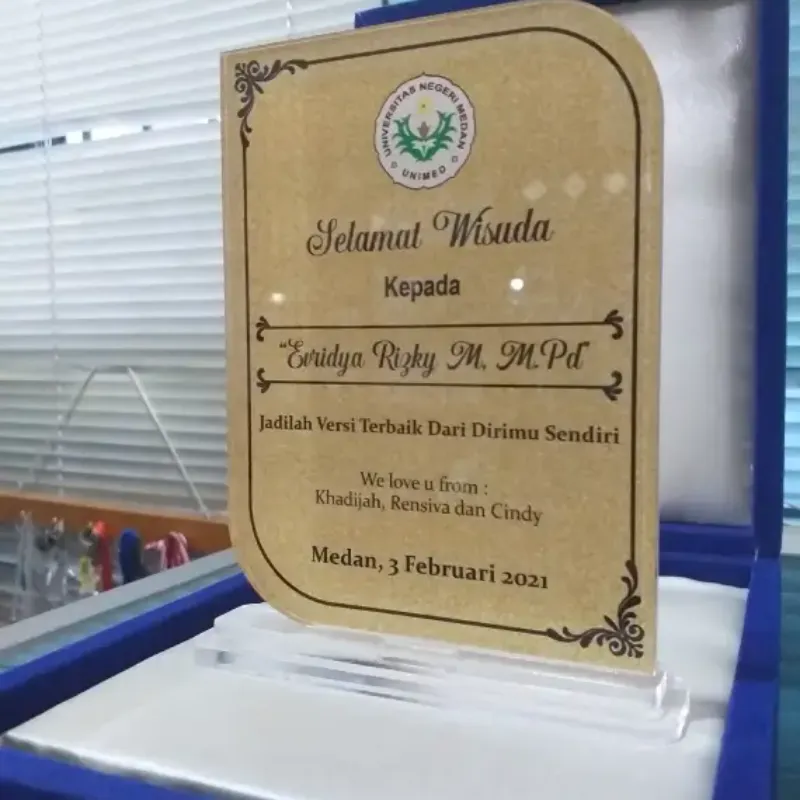 UNIVERSITAS NEGERI MEDAN
UNIMED
Selamat Wisuda
Kepada
"Evridya Rizky M, M.Pd"
Jadilah Versi Terbaik Dari Dirimu Sendiri
We love u from :
Khadijah, Rensiva dan Cindy
Medan, 3 Februari 2021